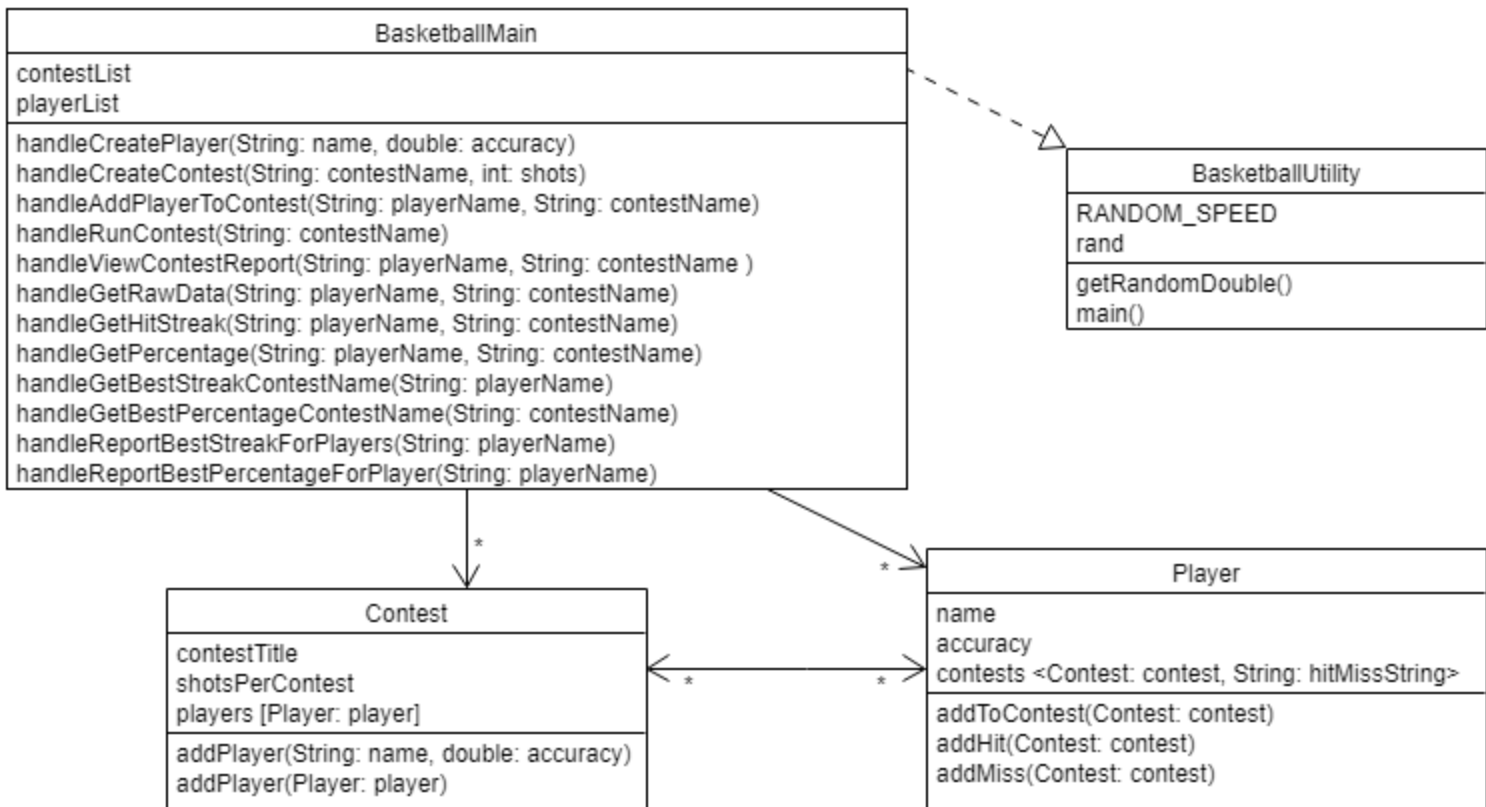 BasketballMain
contestList
playerList
handleCreatePlayer(String: name, double: accuracy)
handleCreateContest(String: contestName, int: shots)
handleAddPlayerToContest(String: playerName, String: contestName)
handleRunContest(String: contestName)
handleViewContestReport(String: playerName, String: contestName )
handleGetRawData(String: playerName, String: contestName)
handleGetHitStreak(String: playerName, String: contestName)
handleGetPercentage(String: playerName, String: contestName)
handleGetBestStreakContestName(String: playerName)
handleGetBestPercentageContestName(String: contestName)
handleReportBestStreakForPlayers(String: playerName)
handleReportBestPercentageForPlayer(String: playerName)
BasketballUtility
RANDOM_SPEED
rand
getRandomDouble()
main()
*
*
Contest
contestTitle
shotsPerContest
players [Player: player]
addPlayer(String: name, double: accuracy)
addPlayer(Player: player)
*
*
Player
name
accuracy
contests <Contest: contest, String: hitMissString>
addToContest(Contest: contest)
addHit(Contest: contest)
addMiss(Contest: contest)